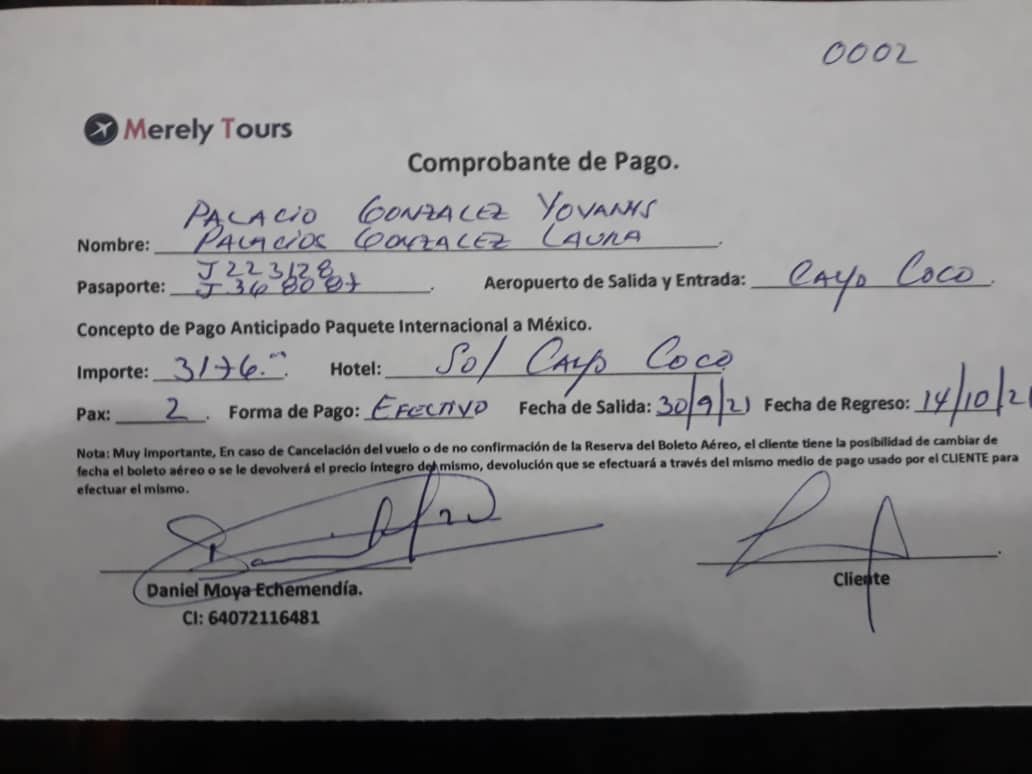 0002
Merely Tours
Comprobante de Pago.
PALACIO GONZALEZ YOVANYS
Nombre: PALACIOS GONZALEZ LAURA.
J223128
Pasaporte: J Aeropuerto de Salida y Entrada: CAYO COCO.
Concepto de Pago Anticipado Paquete Internacional a México.
Importe: 3176. Hotel: Sol CAYO COCO
Pax: 2. Forma de Pago: EFECTIVO Fecha de Salida: 30/9/21 Fecha de Regreso: 14/10/21
Nota: Muy Importante, En caso de Cancelación del vuelo o de no confirmación de la Reserva del Boleto Aéreo, el cliente tiene la posibilidad de cambiar de
fecha el boleto aéreo o se le devolverá el precio integro del mismo, devolución que se efectuará a través del mismo medio de pago usado por el CLIENTE para
efectuar el mismo.
Daniel Moya Echemendía.
CI: 64072116481
Cliente